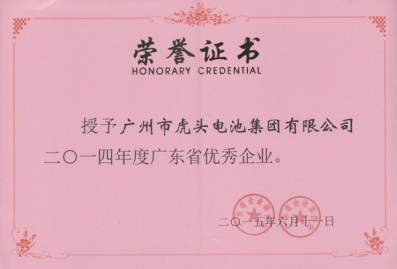 荣誉证书
HONORARY CREDENTIAL
授予广州市虎头电池集团有限公司
二〇一四年度广东省优秀企业。
二〇一五年六月十一日